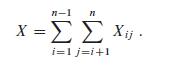 X = \sum_{i=1}^{n-1} \sum_{j=i+1}^{n} X_{ij} .